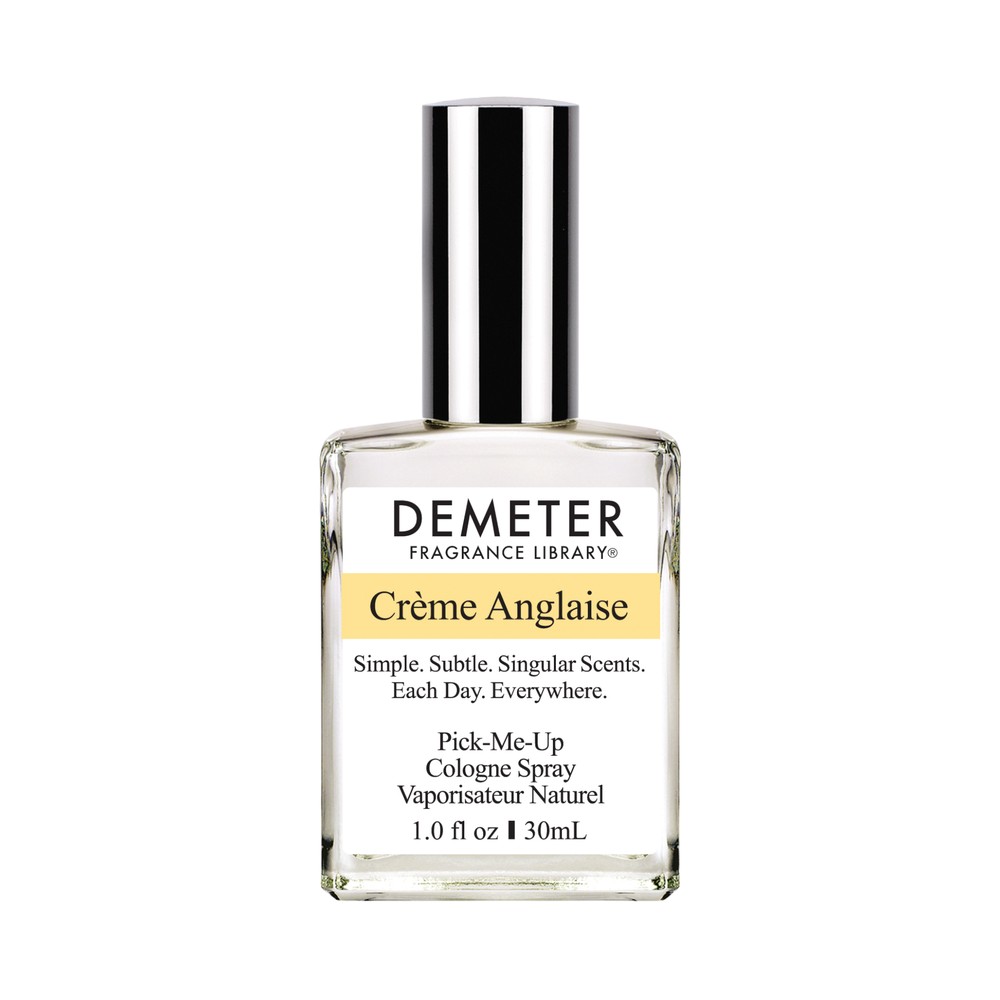 DEMETER
FRAGRANCE LIBRARY®
Crème Anglaise
Simple. Subtle. Singular Scents.
Each Day. Everywhere.
Pick-Me-Up
Cologne Spray
Vaporisateur Naturel
1.0 fl oz ▌30mL